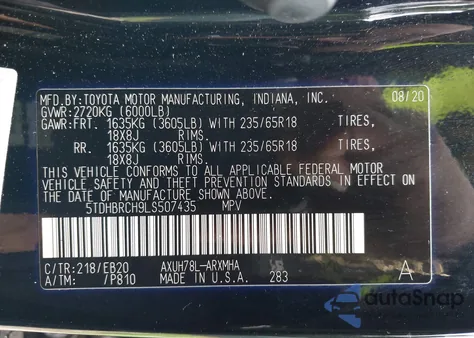 MFD.BY:TOYOTA MOTOR MANUFACTURING, INDIANA, INC. 08/20
GVWR:2720KG (6000LB)
GAWR:FRT. 1635KG (3605LB) WITH 235/65R18 TIRES,
18X8J RIMS.
RR. 1635KG (3605LB) WITH 235/65R18 TIRES,
18X8J RIMS.
THIS VEHICLE CONFORMS TO ALL APPLICABLE FEDERAL MOTOR
VEHICLE SAFETY AND THEFT PREVENTION STANDARDS IN EFFECT
ON THE DATE OF MANUFACTURE SHOWN ABOVE.
5TDHBRCH9LS507435 MPV
C/TR:218/EB20 AXUH78L-ARXMHA A
A/TM: /P810 MADE IN U.S.A. 283
autoSnap